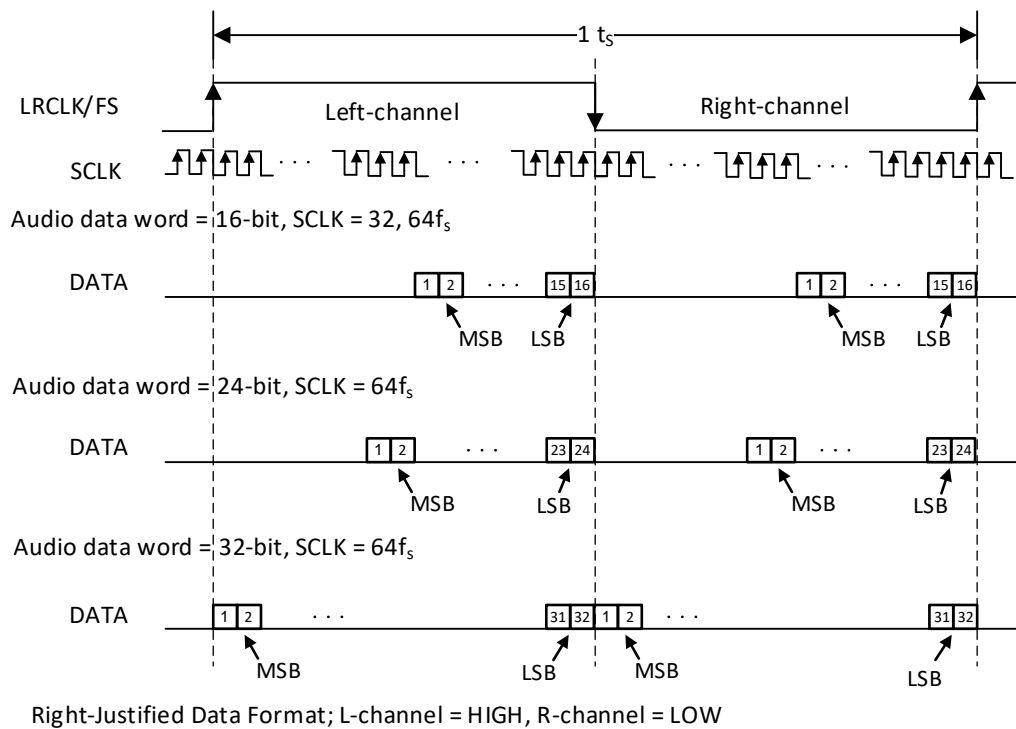 1 tS
LRCLK/FS
Left-channel
Right-channel
SCLK
. . .
. . .
. . .
. . .
Audio data word = 16-bit, SCLK = 32, 64fs
DATA
1 2 . . . 15 16 1 2 . . . 15 16
MSB LSB MSB LSB
Audio data word = 24-bit, SCLK = 64fs
DATA
1 2 . . . 23 24 1 2 . . . 23 24
MSB LSB MSB LSB
Audio data word = 32-bit, SCLK = 64fs
DATA
1 2 . . . 31 32 1 2 . . . 31 32
MSB LSB MSB LSB
Right-Justified Data Format; L-channel = HIGH, R-channel = LOW